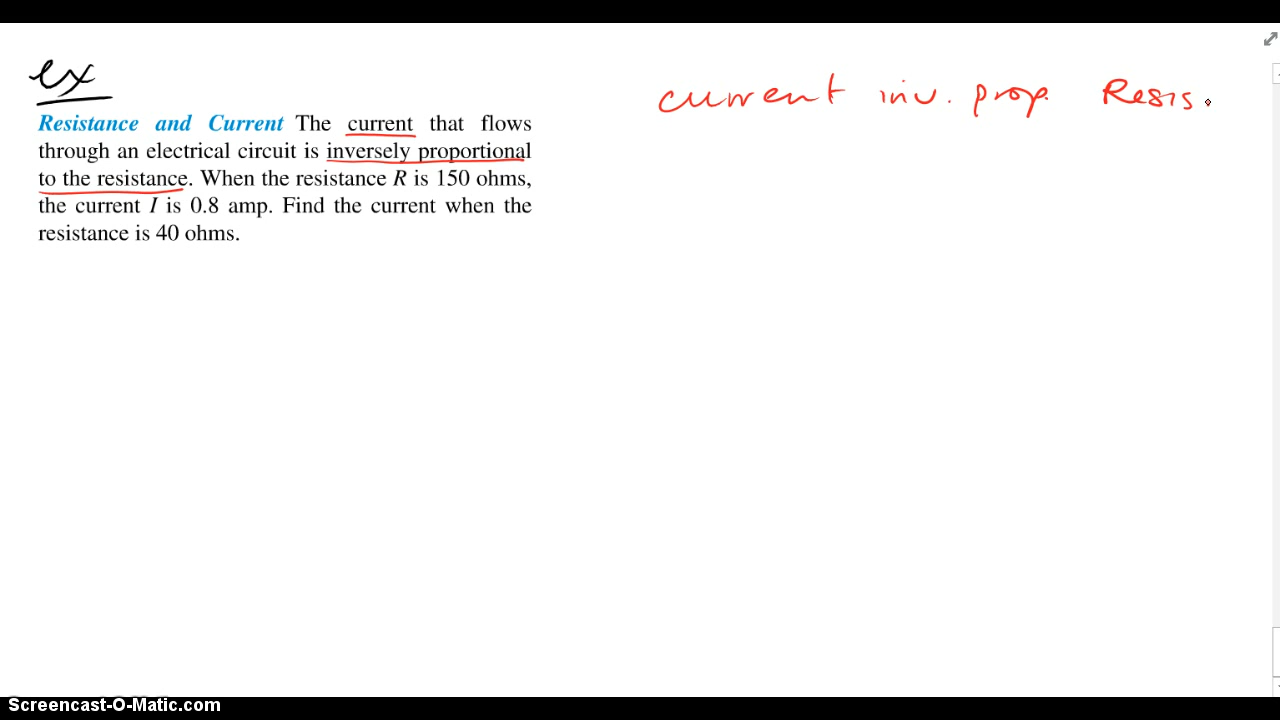 ex
current inv. prop. Resis
Resistance and Current The current that flows
through an electrical circuit is inversely proportional
to the resistance. When the resistance R is 150 ohms,
the current I is 0.8 amp. Find the current when the
resistance is 40 ohms.
Screencast-O-Matic.com